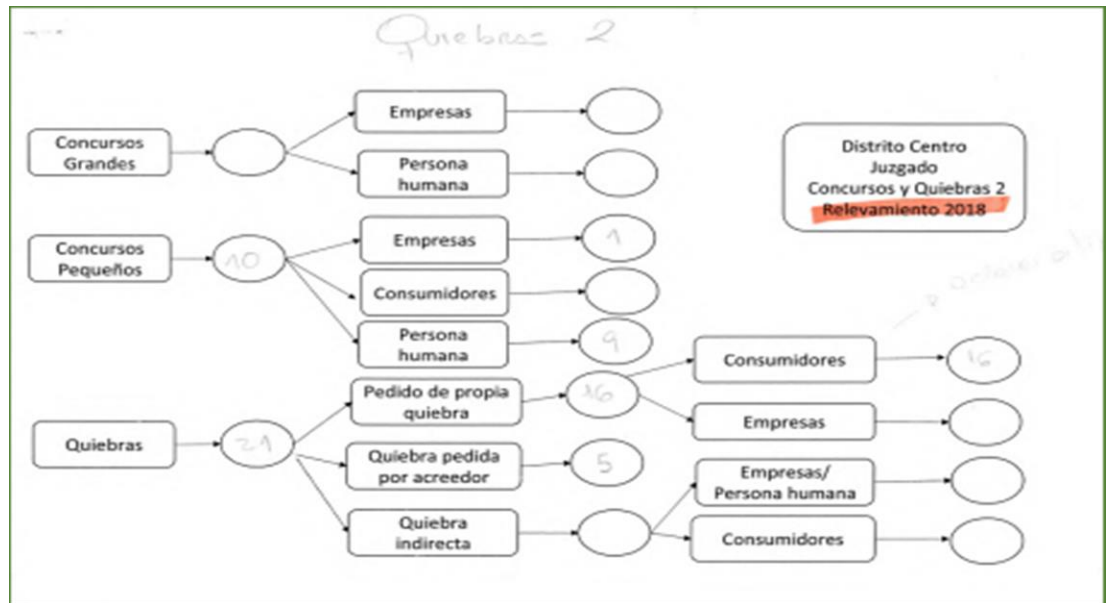 Quiebras 2
Concursos
Grandes
Empresas
Persona
humana
Distrito Centro
Juzgado
Concursos y Quiebras 2
Relevamiento 2018
Concursos
Pequeños
10
Empresas
1
Consumidores
Persona
humana
9
Quiebras
21
Pedido de propia
quiebra
16
Consumidores
16
Empresas
Quiebra pedida
por acreedor
5
Quiebra
indirecta
Empresas/
Persona humana
Consumidores